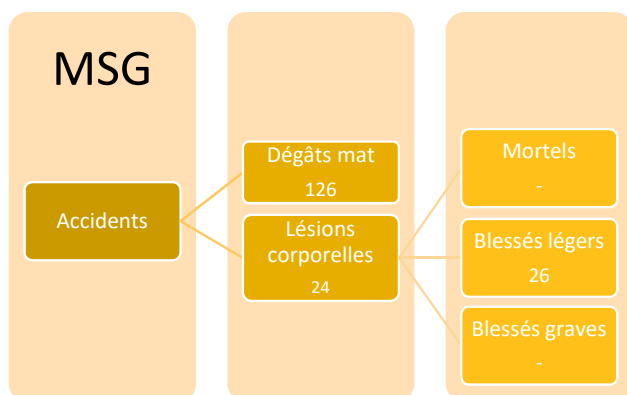 MSG
Accidents
Dégâts mat
126
Lésions
corporelles
24
Mortels
-
Blessés légers
26
Blessés graves
-